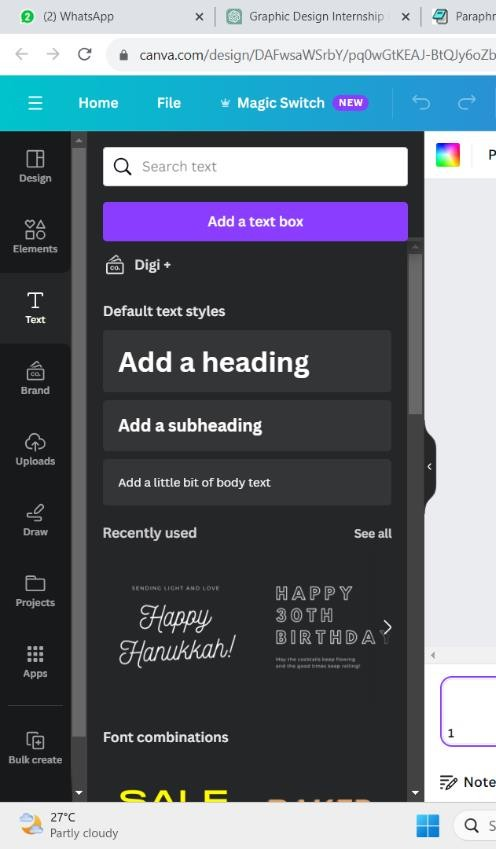 (2) WhatsApp
Graphic Design Internship
Paraphr
canva.com/design/DAFwsaWSrbY/pq0wGtKEAJ-BtQJy6oZb
Home
File
Magic Switch NEW
Design
Elements
Text
Brand
Uploads
Draw
Projects
Apps
Bulk create
Search text
Add a text box
CO.
Digi +
Default text styles
Add a heading
Add a subheading
Add a little bit of body text
Recently used
See all
SENDING LIGHT AND LOVE
Happy
Hanukkah!
HAPPY
30TH
BIRTHDAY
May the cocktails keep flowing
and the good times keep rolling!
Font combinations
SALE
P
1
Note
27°C
Partly cloudy
S